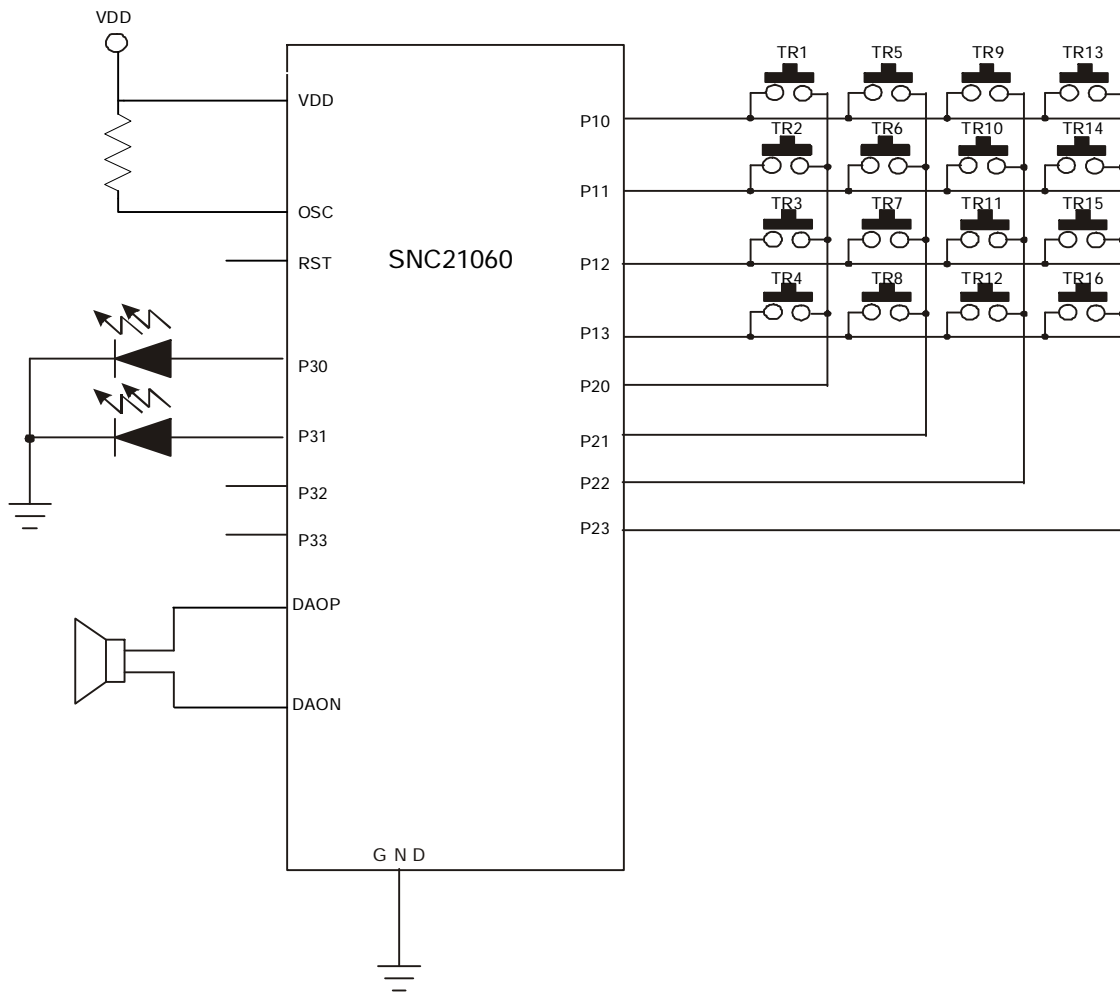 VDD
VDD
OSC
RST
SNC21060
P30
P31
P32
P33
DAOP
DAON
GND
P10
P11
P12
P13
P20
P21
P22
P23
TR1 TR5 TR9 TR13
TR2 TR6 TR10 TR14
TR3 TR7 TR11 TR15
TR4 TR8 TR12 TR16